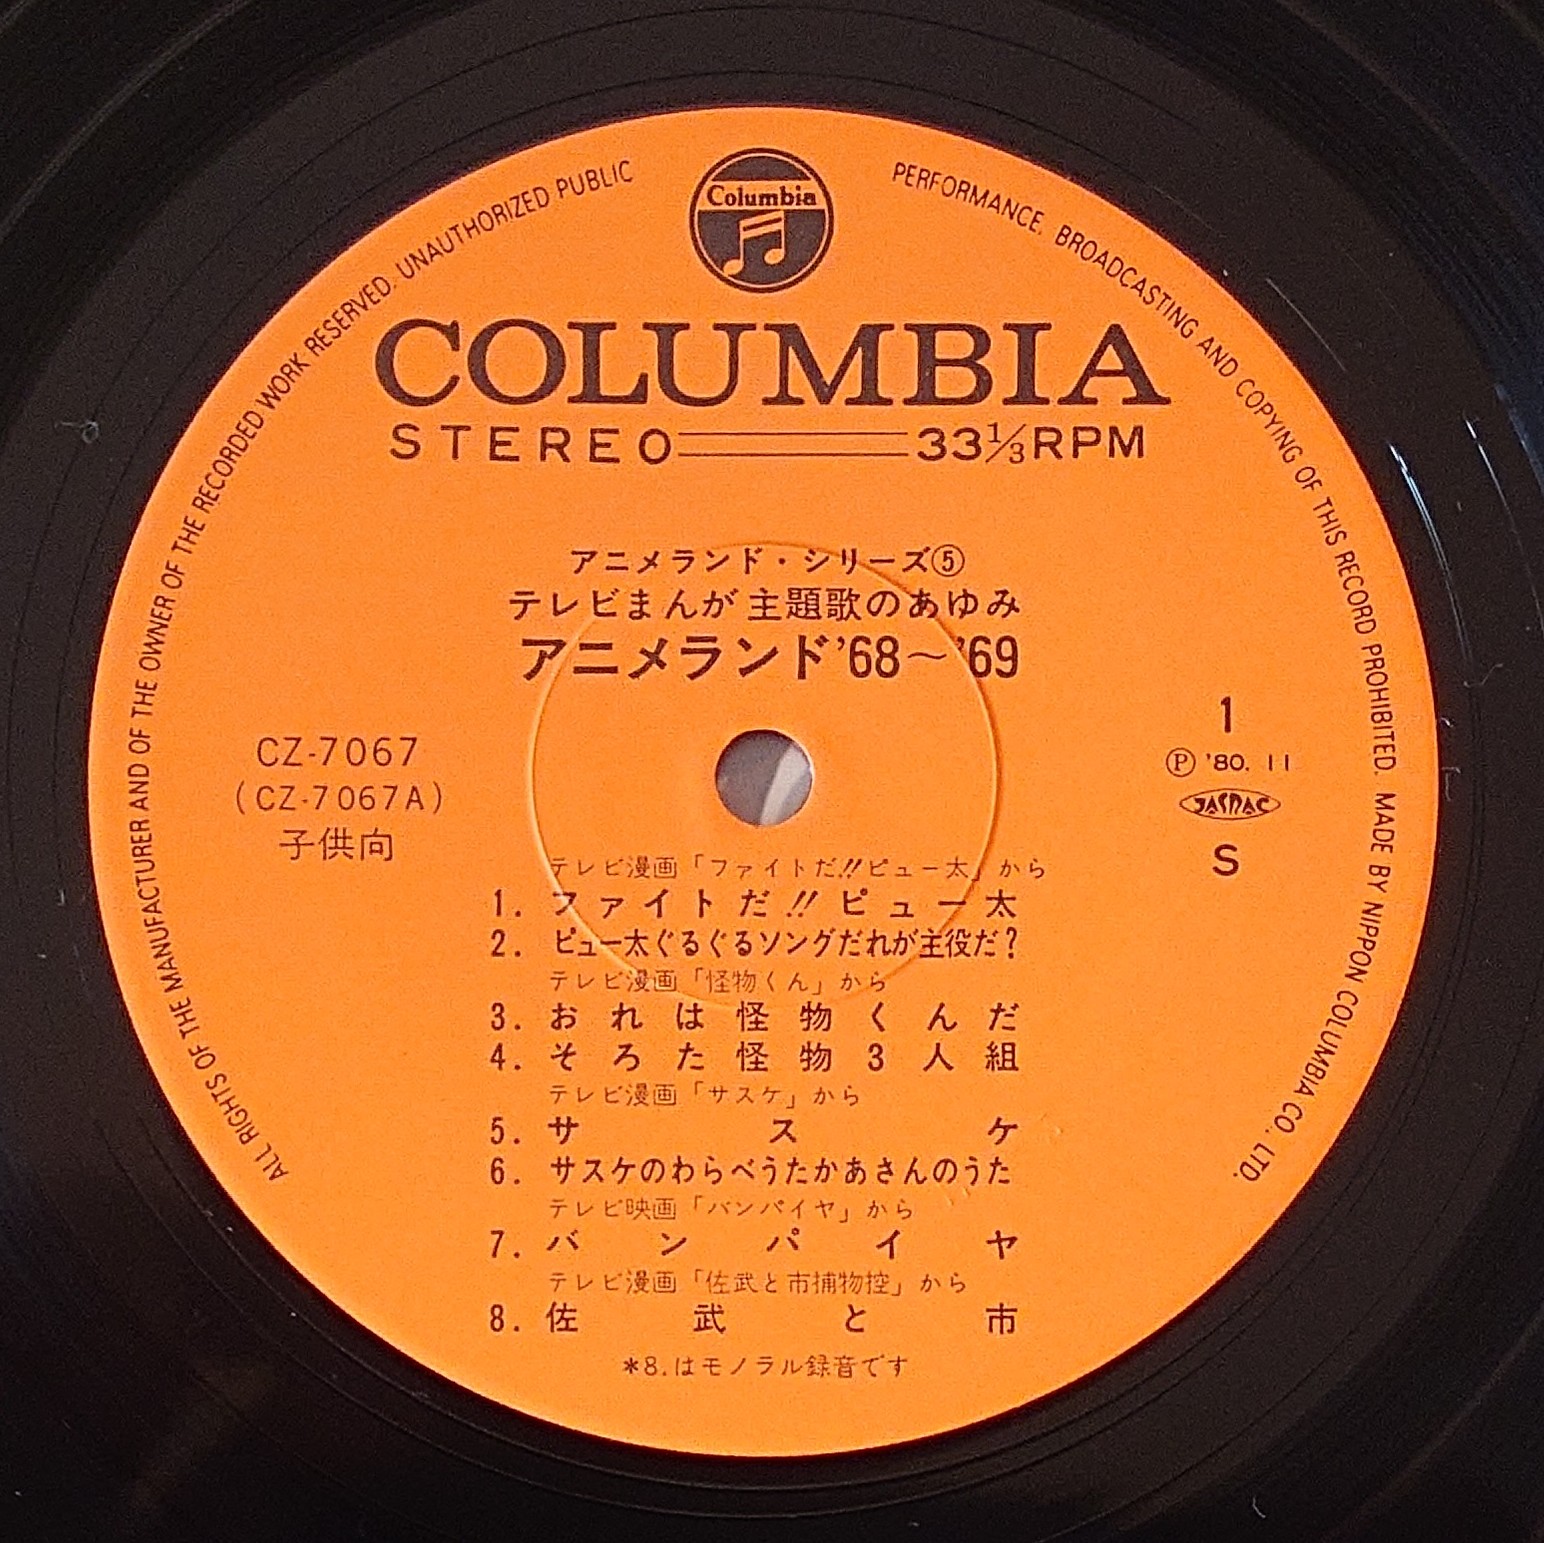 Columbia
ALL RIGHTS OF THE MANUFACTURER AND OF THE OWNER OF THE RECORDED WORK RESERVED. UNAUTHORIZED PUBLIC PERFORMANCE, BROADCASTING AND COPYING OF THIS RECORD PROHIBITED. MADE BY NIPPON COLUMBIA CO., LTD.
COLUMBIA
STEREO 33⅓RPM
アニメランド・シリーズ⑤
テレビまんが主題歌のあゆみ
アニメランド'68〜'69
CZ-7067
(CZ-7067A)
子供向
1
Ⓟ '80. 11
JASRAC
S
テレビ漫画「ファイトだ!!ピュー太」から
1. ファイトだ!!ピュー太
2. ピュー太ぐるぐるソングだれが主役だ?
テレビ漫画「怪物くん」から
3. おれは怪物くんだ
4. そろた怪物3人組
テレビ漫画「サスケ」から
5. サスケ
6. サスケのわらべうたかあさんのうた
テレビ映画「バンパイヤ」から
7. バンパイヤ
テレビ漫画「佐武と市捕物控」から
8. 佐武と市
*8.はモノラル録音です